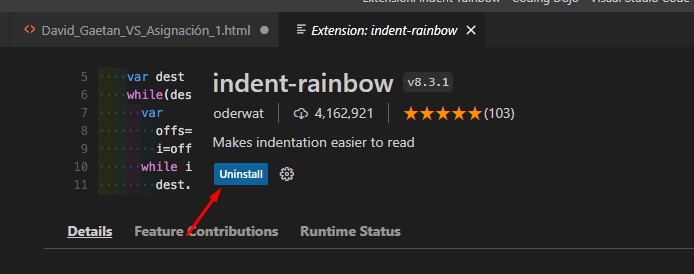 Extension: indent-rainbow - Coding Dojo - Visual Studio Code
<> David_Gaetan_VS_Asignación_1.html ● Extension: indent-rainbow ×
5 ····var dest
6 ····while(des
7 ······var
8 ········offs=
9 ········i=off
10 ······while i
11 ········dest.
indent-rainbow v8.3.1
oderwat | 4,162,921 | ★★★★★(103)
Makes indentation easier to read
Uninstall
Details Feature Contributions Runtime Status